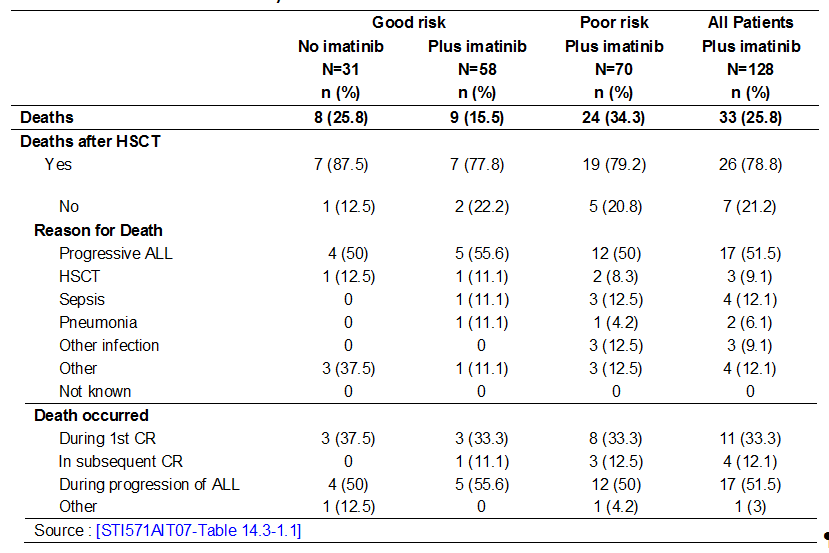 Good risk Poor risk All Patients
No imatinib Plus imatinib Plus imatinib Plus imatinib
N=31 N=58 N=70 N=128
n (%) n (%) n (%) n (%)
Deaths 8 (25.8) 9 (15.5) 24 (34.3) 33 (25.8)
Deaths after HSCT
Yes 7 (87.5) 7 (77.8) 19 (79.2) 26 (78.8)
No 1 (12.5) 2 (22.2) 5 (20.8) 7 (21.2)
Reason for Death
Progressive ALL 4 (50) 5 (55.6) 12 (50) 17 (51.5)
HSCT 1 (12.5) 1 (11.1) 2 (8.3) 3 (9.1)
Sepsis 0 1 (11.1) 3 (12.5) 4 (12.1)
Pneumonia 0 1 (11.1) 1 (4.2) 2 (6.1)
Other infection 0 0 3 (12.5) 3 (9.1)
Other 3 (37.5) 1 (11.1) 3 (12.5) 4 (12.1)
Not known 0 0 0 0
Death occurred
During 1st CR 3 (37.5) 3 (33.3) 8 (33.3) 11 (33.3)
In subsequent CR 0 1 (11.1) 3 (12.5) 4 (12.1)
During progression of ALL 4 (50) 5 (55.6) 12 (50) 17 (51.5)
Other 1 (12.5) 0 1 (4.2) 1 (3)
Source : [STI571AIT07-Table 14.3-1.1]